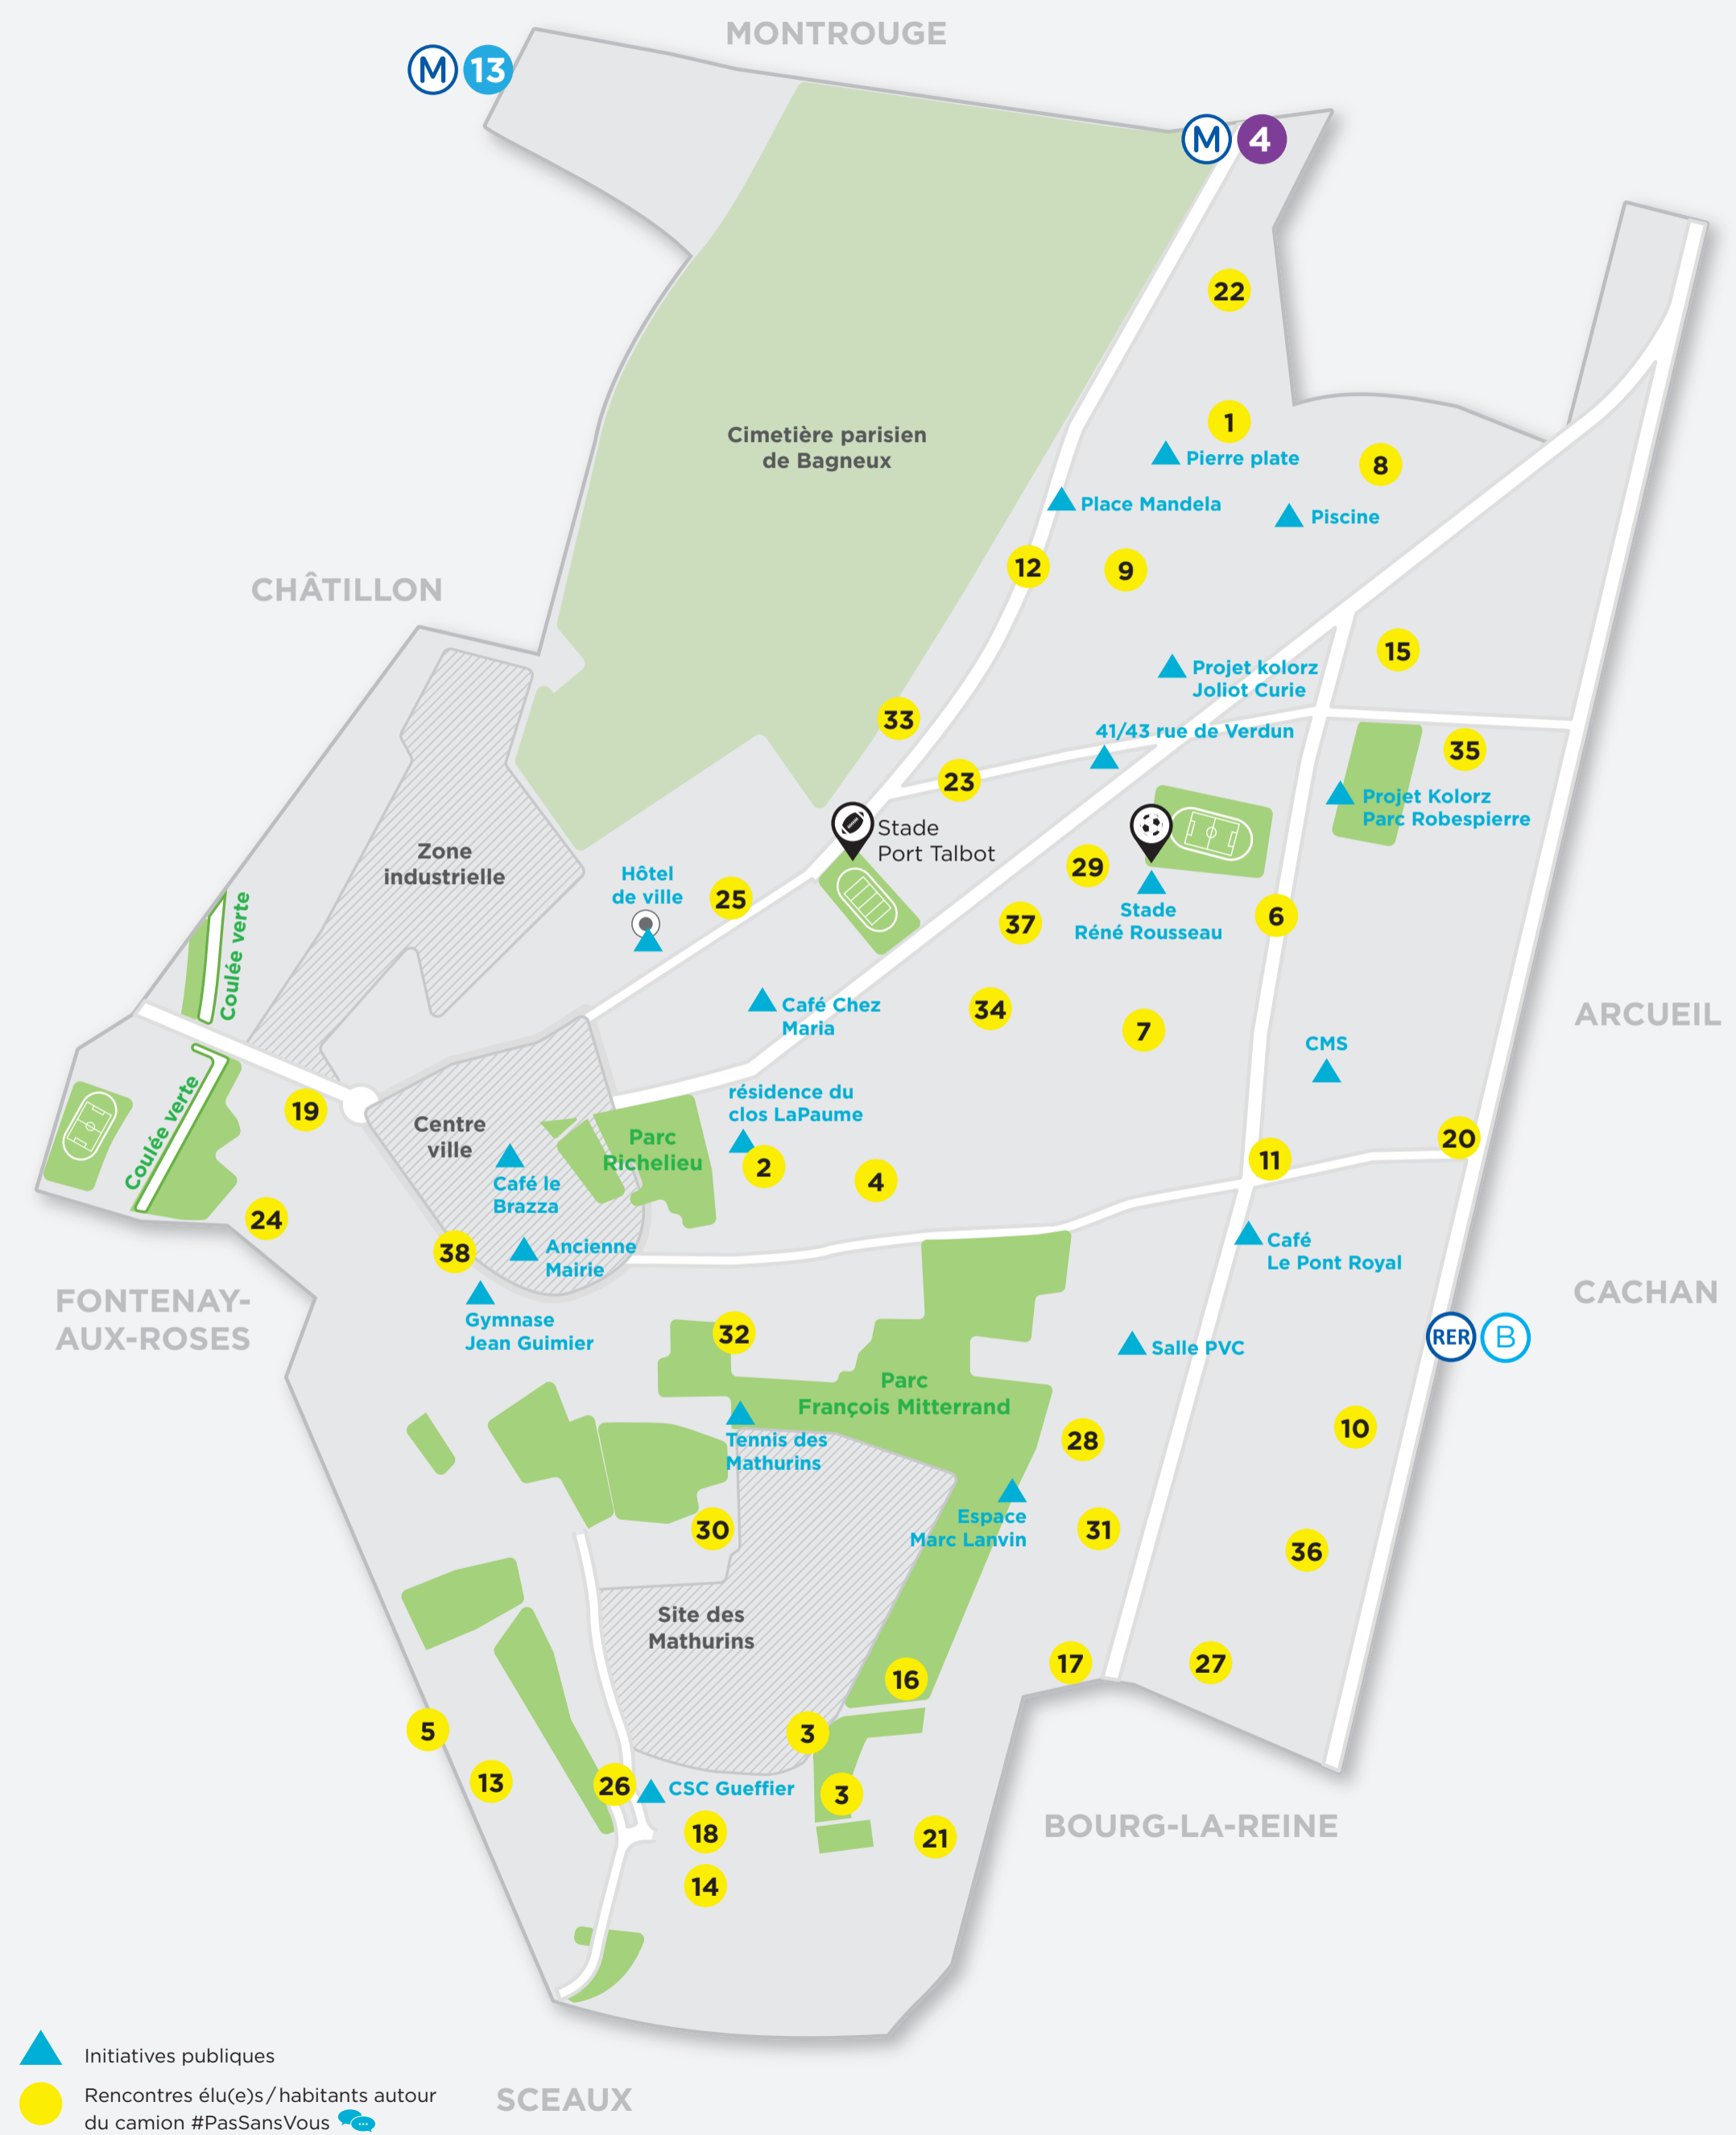 MONTROUGE
M 13
M 4
22
1
Pierre plate
8
Place Mandela
Piscine
Cimetière parisien
de Bagneux
12
9
CHÂTILLON
15
Projet kolorz
Joliot Curie
33
41/43 rue de Verdun
35
23
Projet Kolorz
Parc Robespierre
Stade
Port Talbot
Zone
industrielle
29
Hôtel
de ville
25
37
Stade
Réné Rousseau
6
Coulée verte
Café Chez
Maria
34
7
ARCUEIL
CMS
résidence du
clos LaPaume
19
Coulée verte
Centre
ville
Parc
Richelieu
2
4
11
20
Café le
Brazza
24
38
Ancienne
Mairie
Café
Le Pont Royal
FONTENAY-
AUX-ROSES
CACHAN
Gymnase
Jean Guimier
32
RER B
Salle PVC
Parc
François Mitterrand
Tennis des
Mathurins
28
10
30
Espace
Marc Lanvin
31
36
Site des
Mathurins
16
17
27
5
3
13
26
CSC Gueffier
3
18
21
BOURG-LA-REINE
14
Initiatives publiques
Rencontres élu(e)s / habitants autour
du camion #PasSansVous
SCEAUX